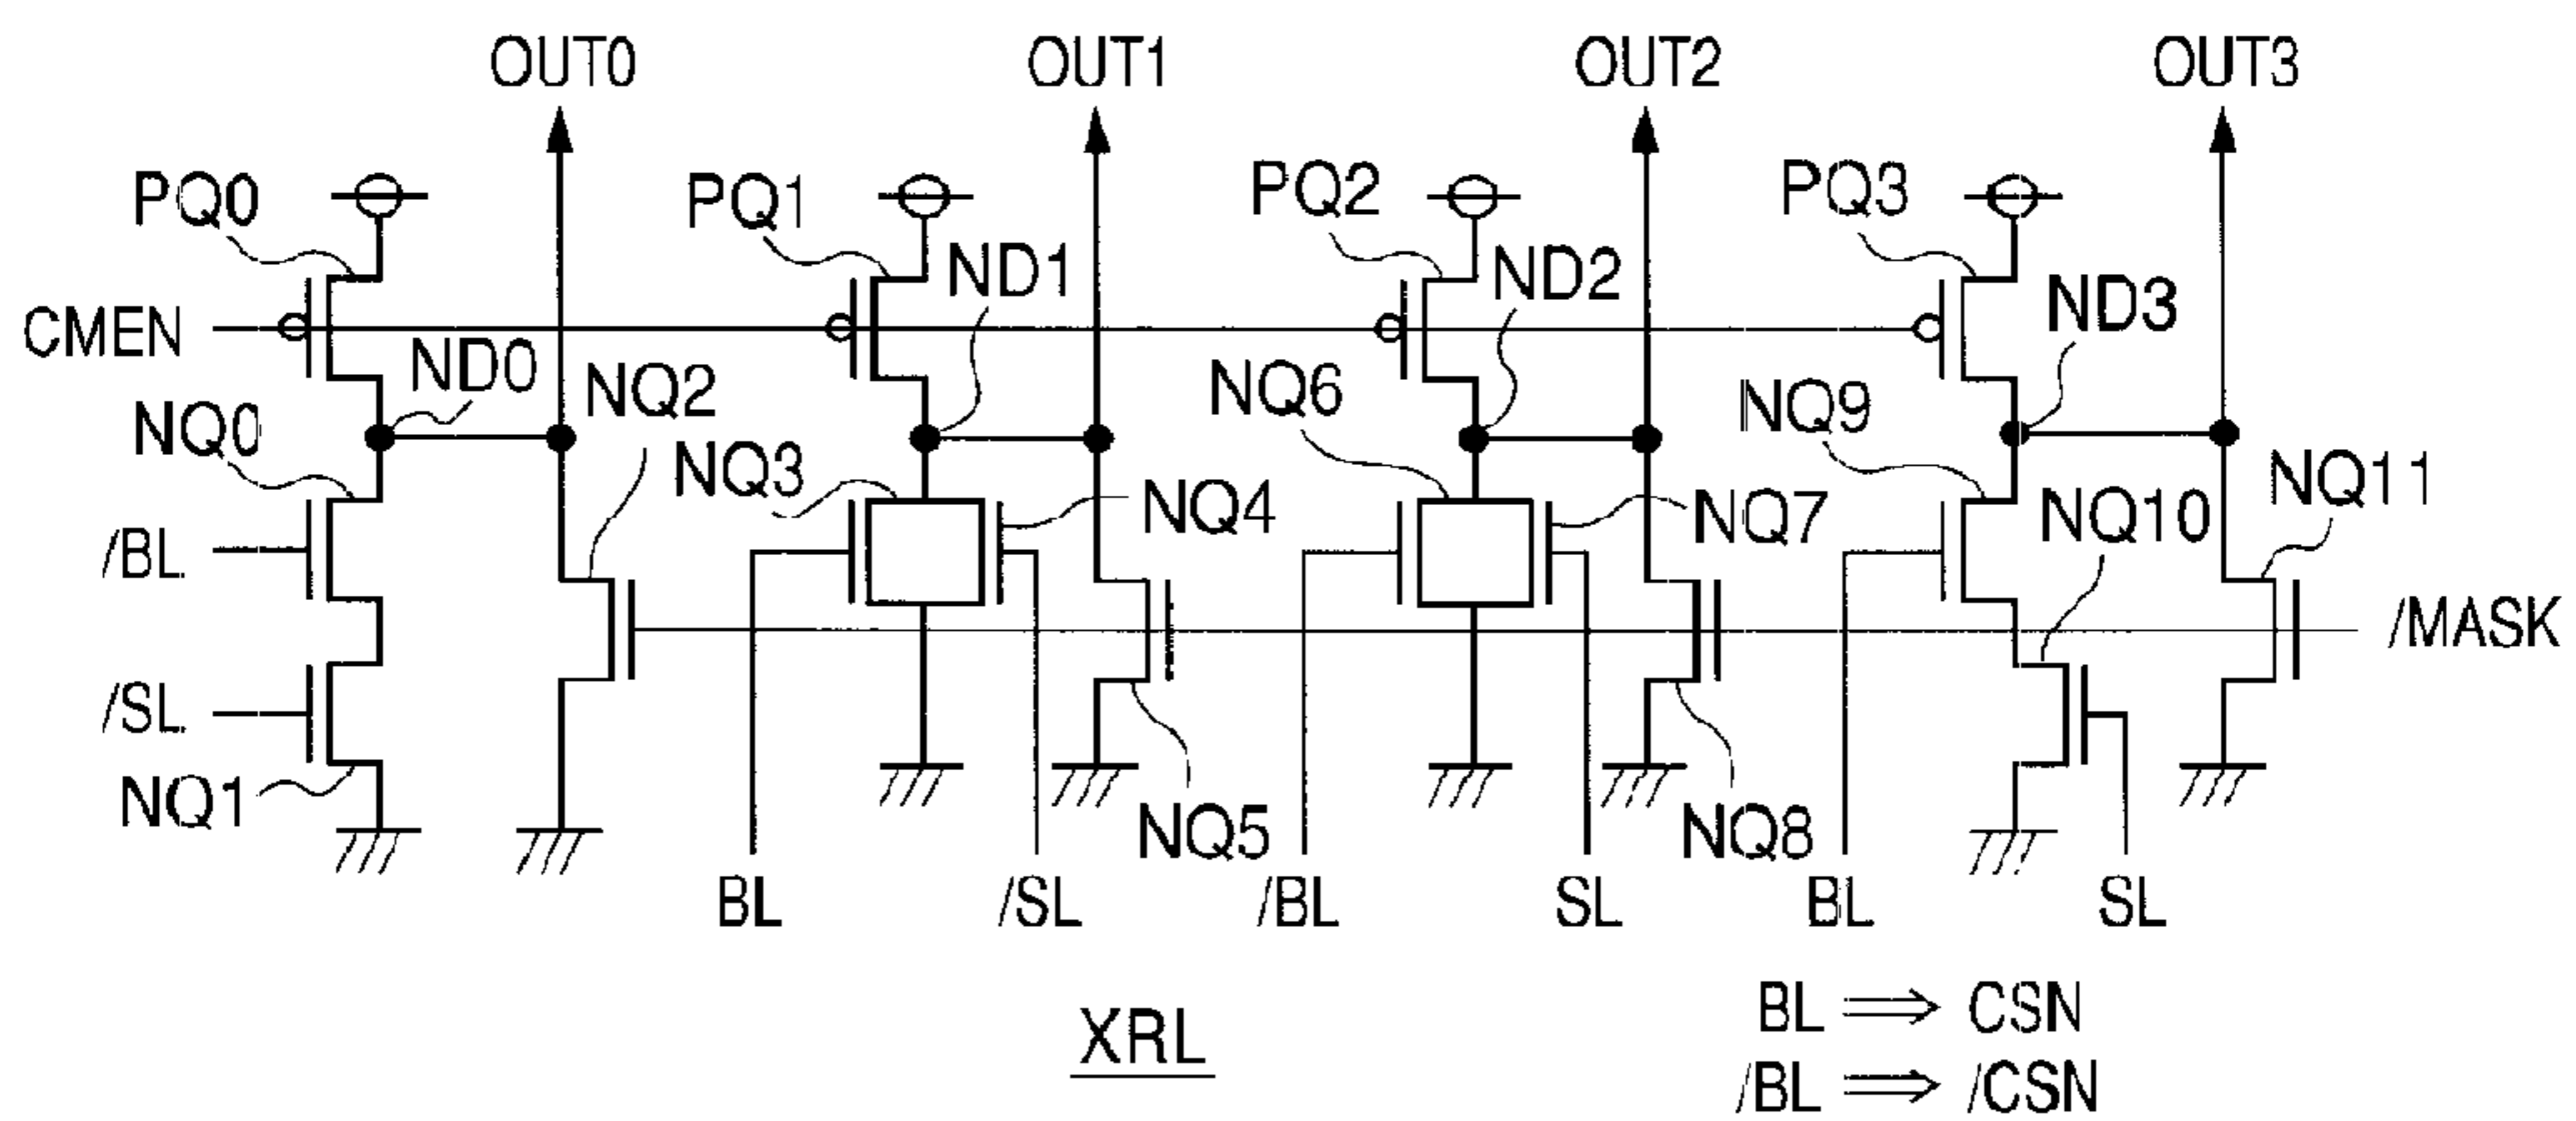 OUT0
OUT1
OUT2
OUT3
PQ0
PQ1
PQ2
PQ3
ND1
ND2
ND3
CMEN
ND0
NQ2
NQ6
NQ9
NQ0
NQ3
NQ4
NQ7
NQ10
NQ11
/BL
/MASK
/SL
NQ1
NQ5
NQ8
BL
/SL
/BL
SL
BL
SL
XRL
BL ⇒ CSN
/BL ⇒ /CSN